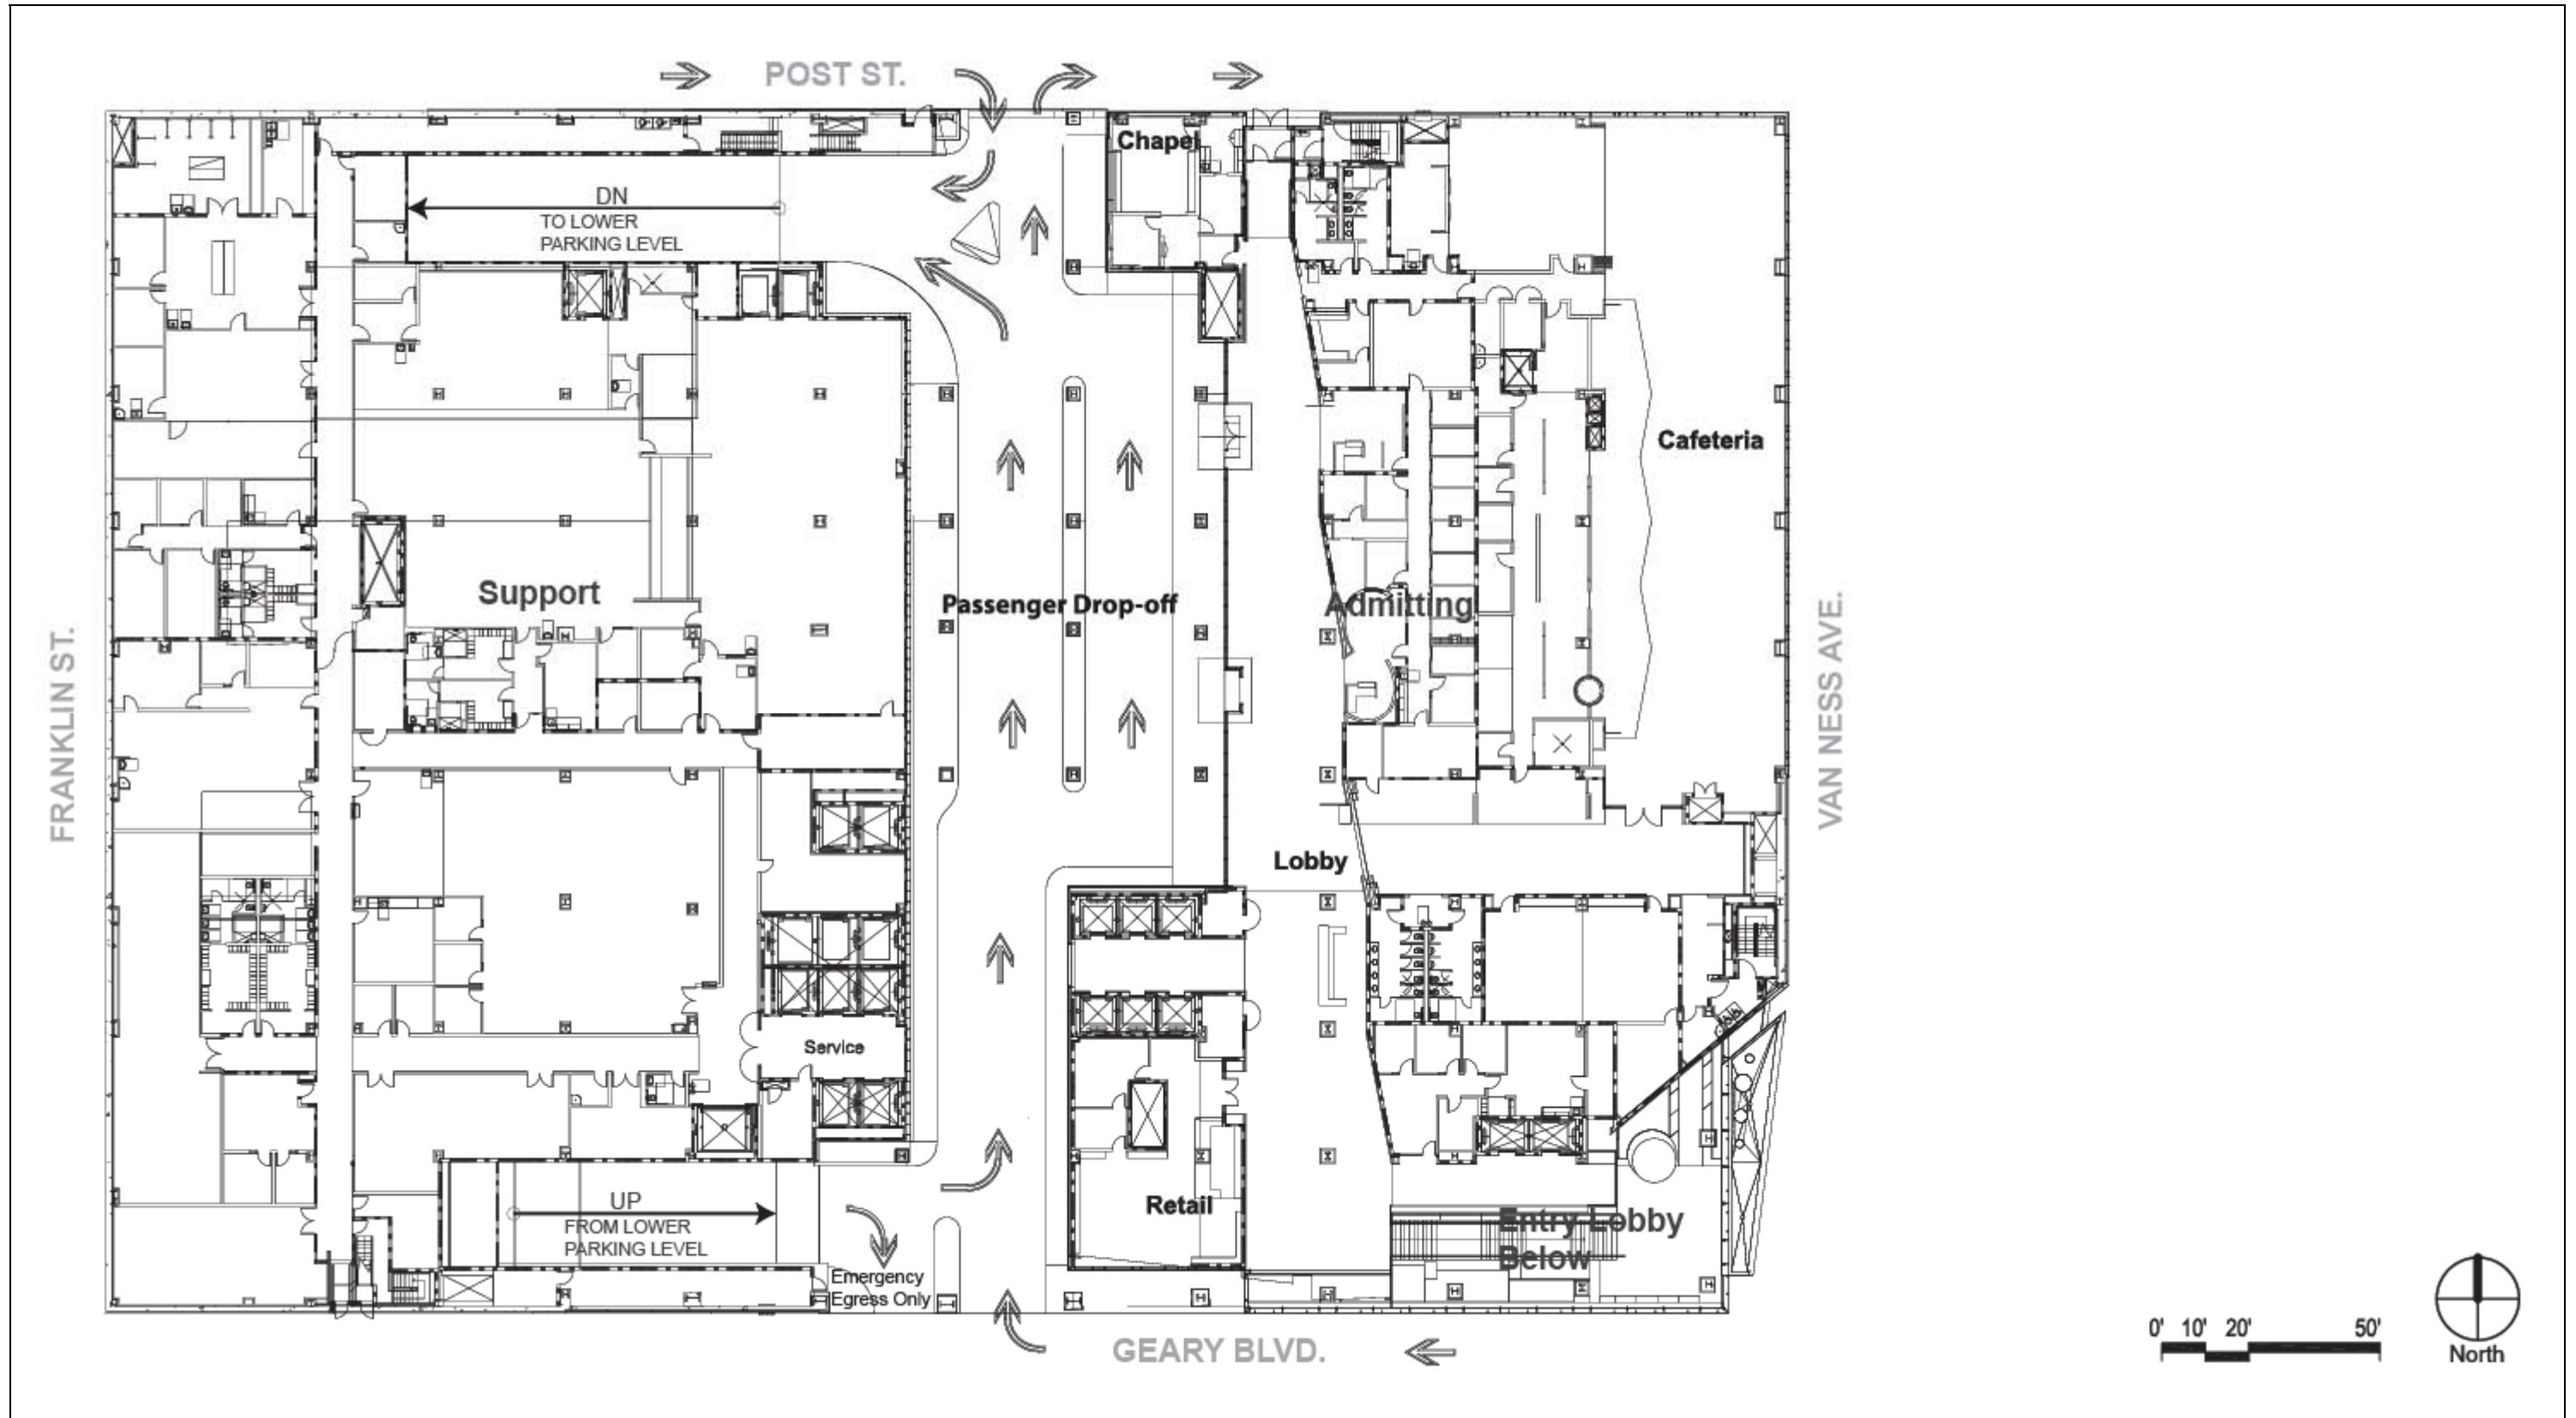 POST ST.
Chapel
DN
TO LOWER
PARKING LEVEL
Cafeteria
Support
Passenger Drop-off
Admitting
FRANKLIN ST.
VAN NESS AVE.
Lobby
Service
UP
FROM LOWER
PARKING LEVEL
Retail
Entry Lobby
Below
Emergency
Egress Only
GEARY BLVD.
0' 10' 20' 50'
North